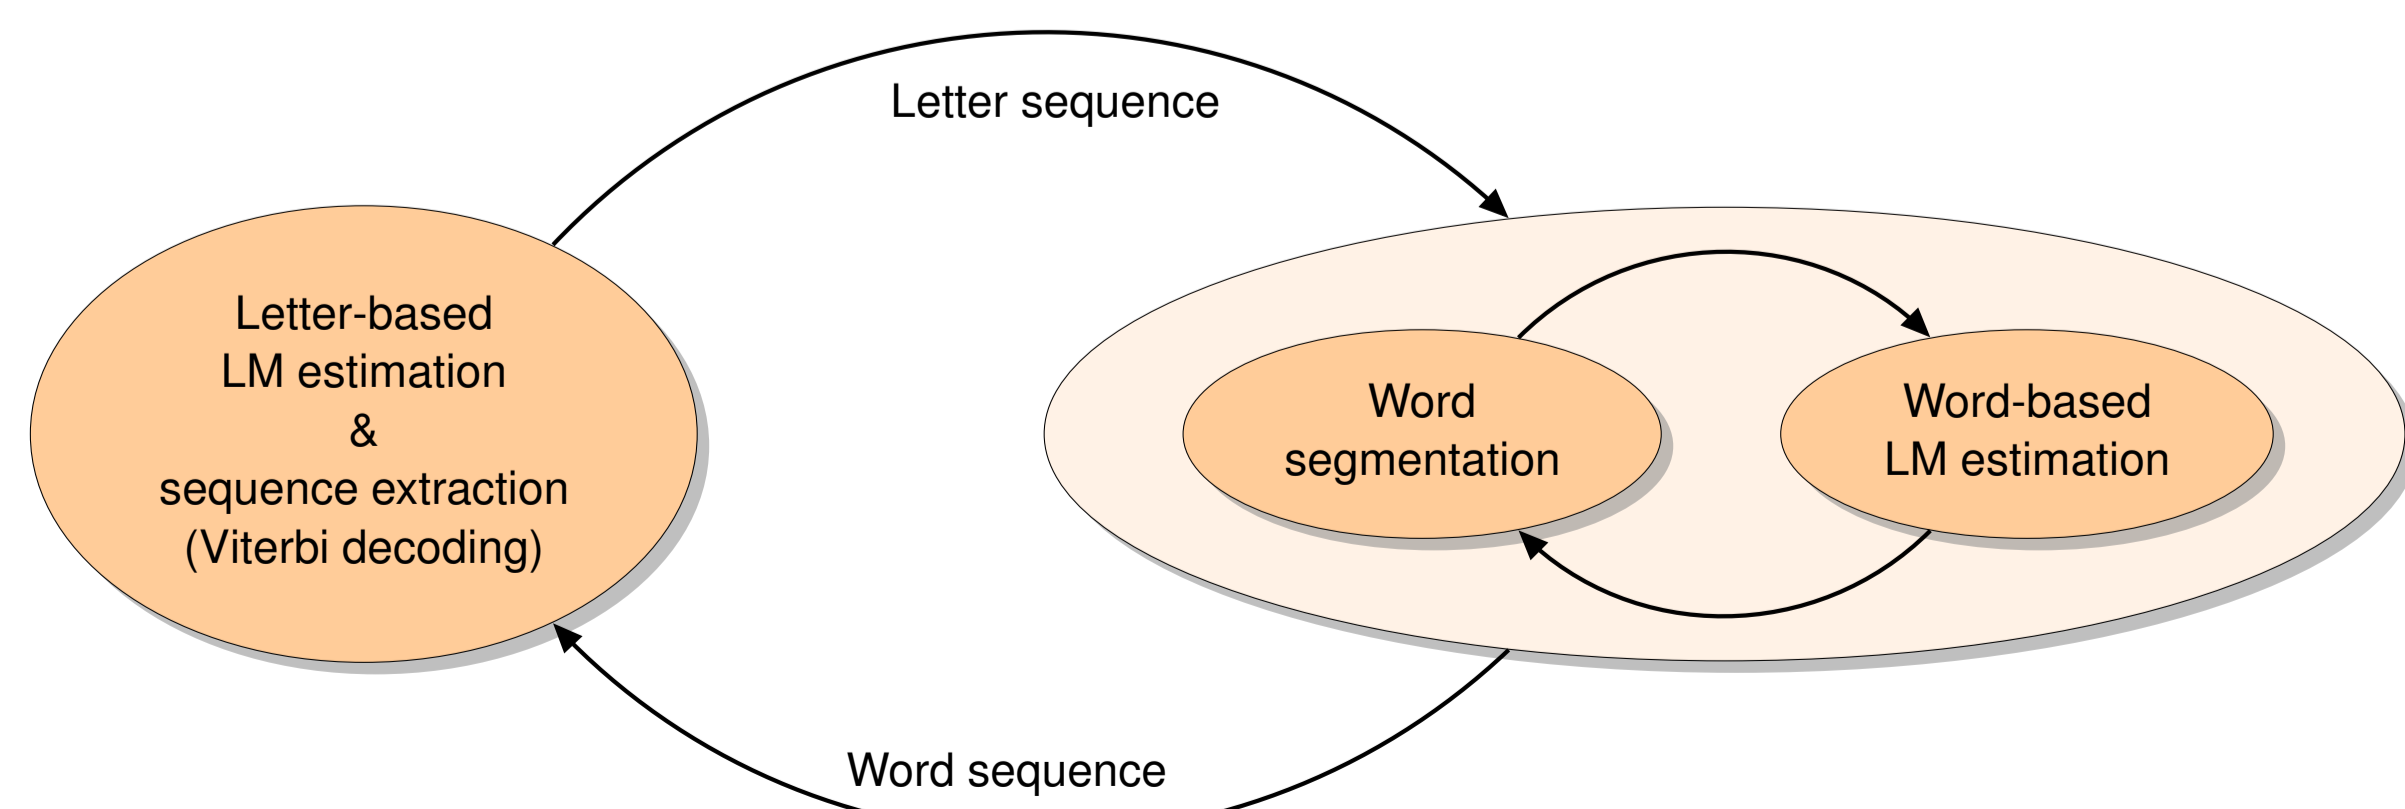 Letter sequence
Letter-based
LM estimation
&
sequence extraction
(Viterbi decoding)
Word
segmentation
Word-based
LM estimation
Word sequence